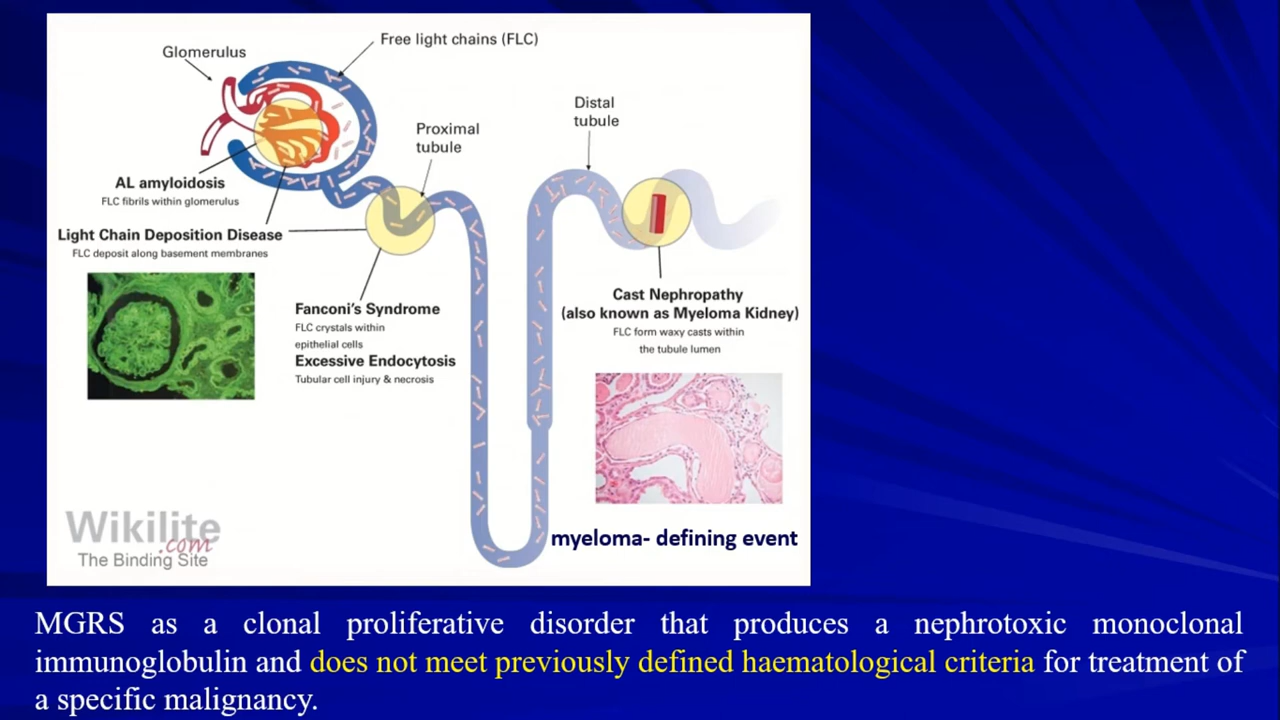 Glomerulus
Free light chains (FLC)
Proximal
tubule
Distal
tubule
AL amyloidosis
FLC fibrils within glomerulus
Light Chain Deposition Disease
FLC deposit along basement membranes
Fanconi's Syndrome
FLC crystals within
epithelial cells
Excessive Endocytosis
Tubular cell injury & necrosis
Cast Nephropathy
(also known as Myeloma Kidney)
FLC form waxy casts within
the tubule lumen
Wikilite
.com
The Binding Site
myeloma- defining event
MGRS as a clonal proliferative disorder that produces a nephrotoxic monoclonal
immunoglobulin and does not meet previously defined haematological criteria for treatment of
a specific malignancy.